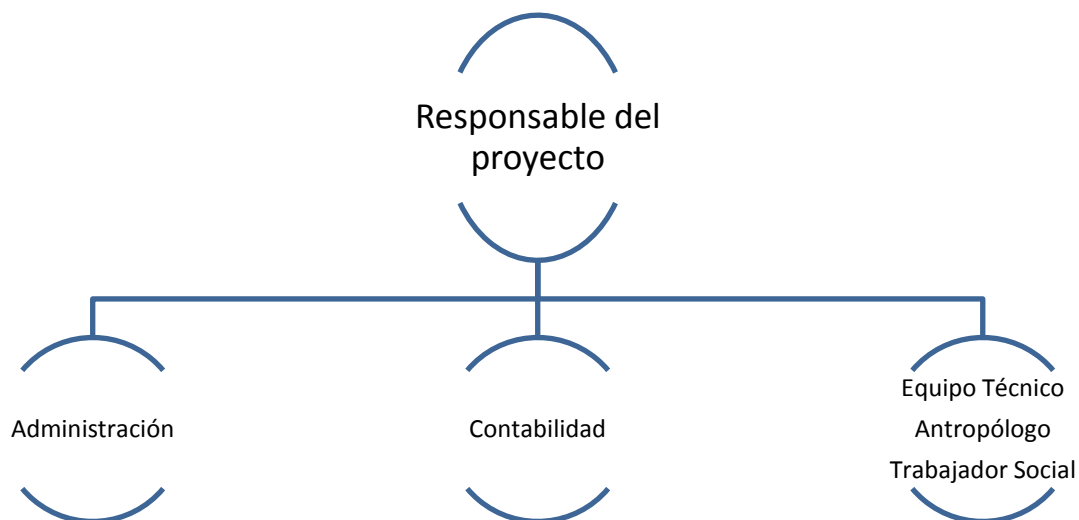 Responsable del
proyecto
Administración
Contabilidad
Equipo Técnico
Antropólogo
Trabajador Social